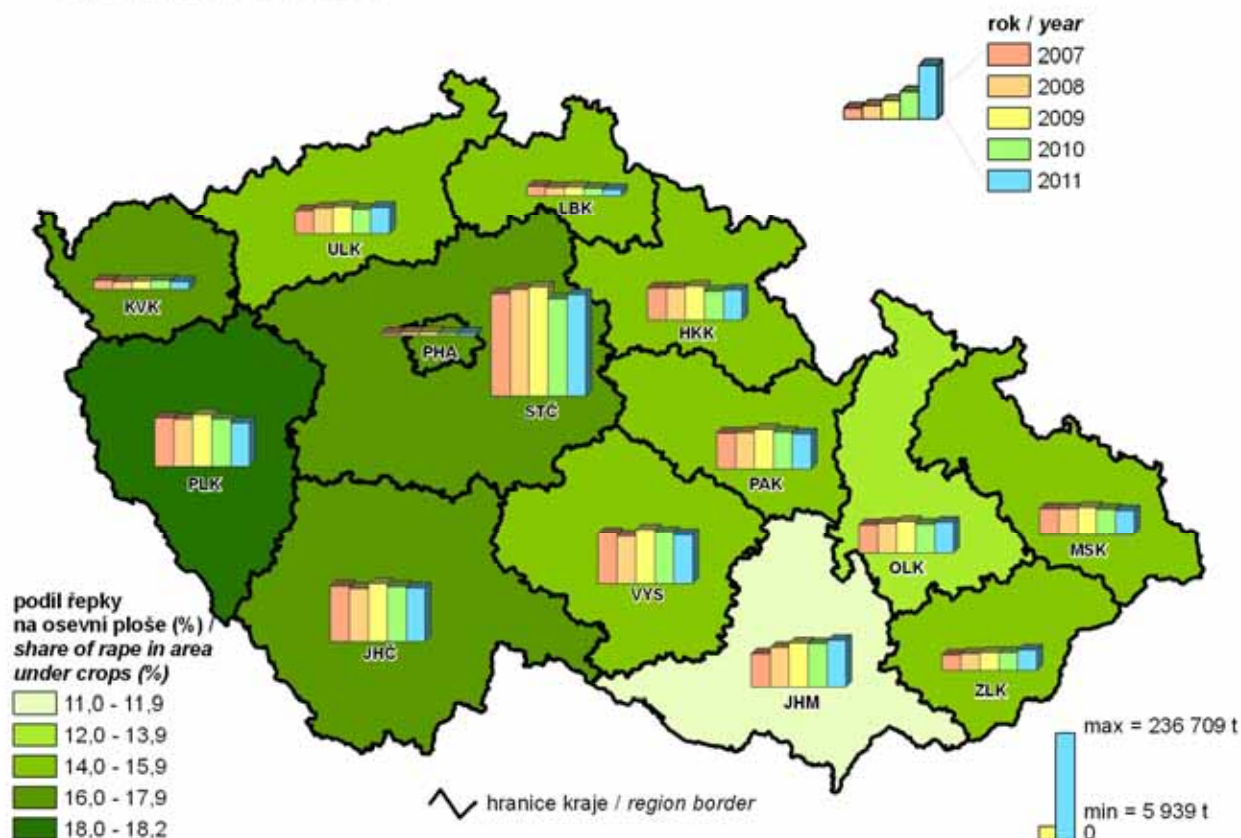 rok / year
2007
2008
2009
2010
2011
LBK
ULK
KVK
HKK
PHA
STČ
PLK
PAK
MSK
OLK
VYS
JHČ
ZLK
JHM
podíl řepky
na osevní ploše (%) /
share of rape in area
under crops (%)
11,0 - 11,9
12,0 - 13,9
14,0 - 15,9
16,0 - 17,9
18,0 - 18,2
hranice kraje / region border
max = 236 709 t
min = 5 939 t
0